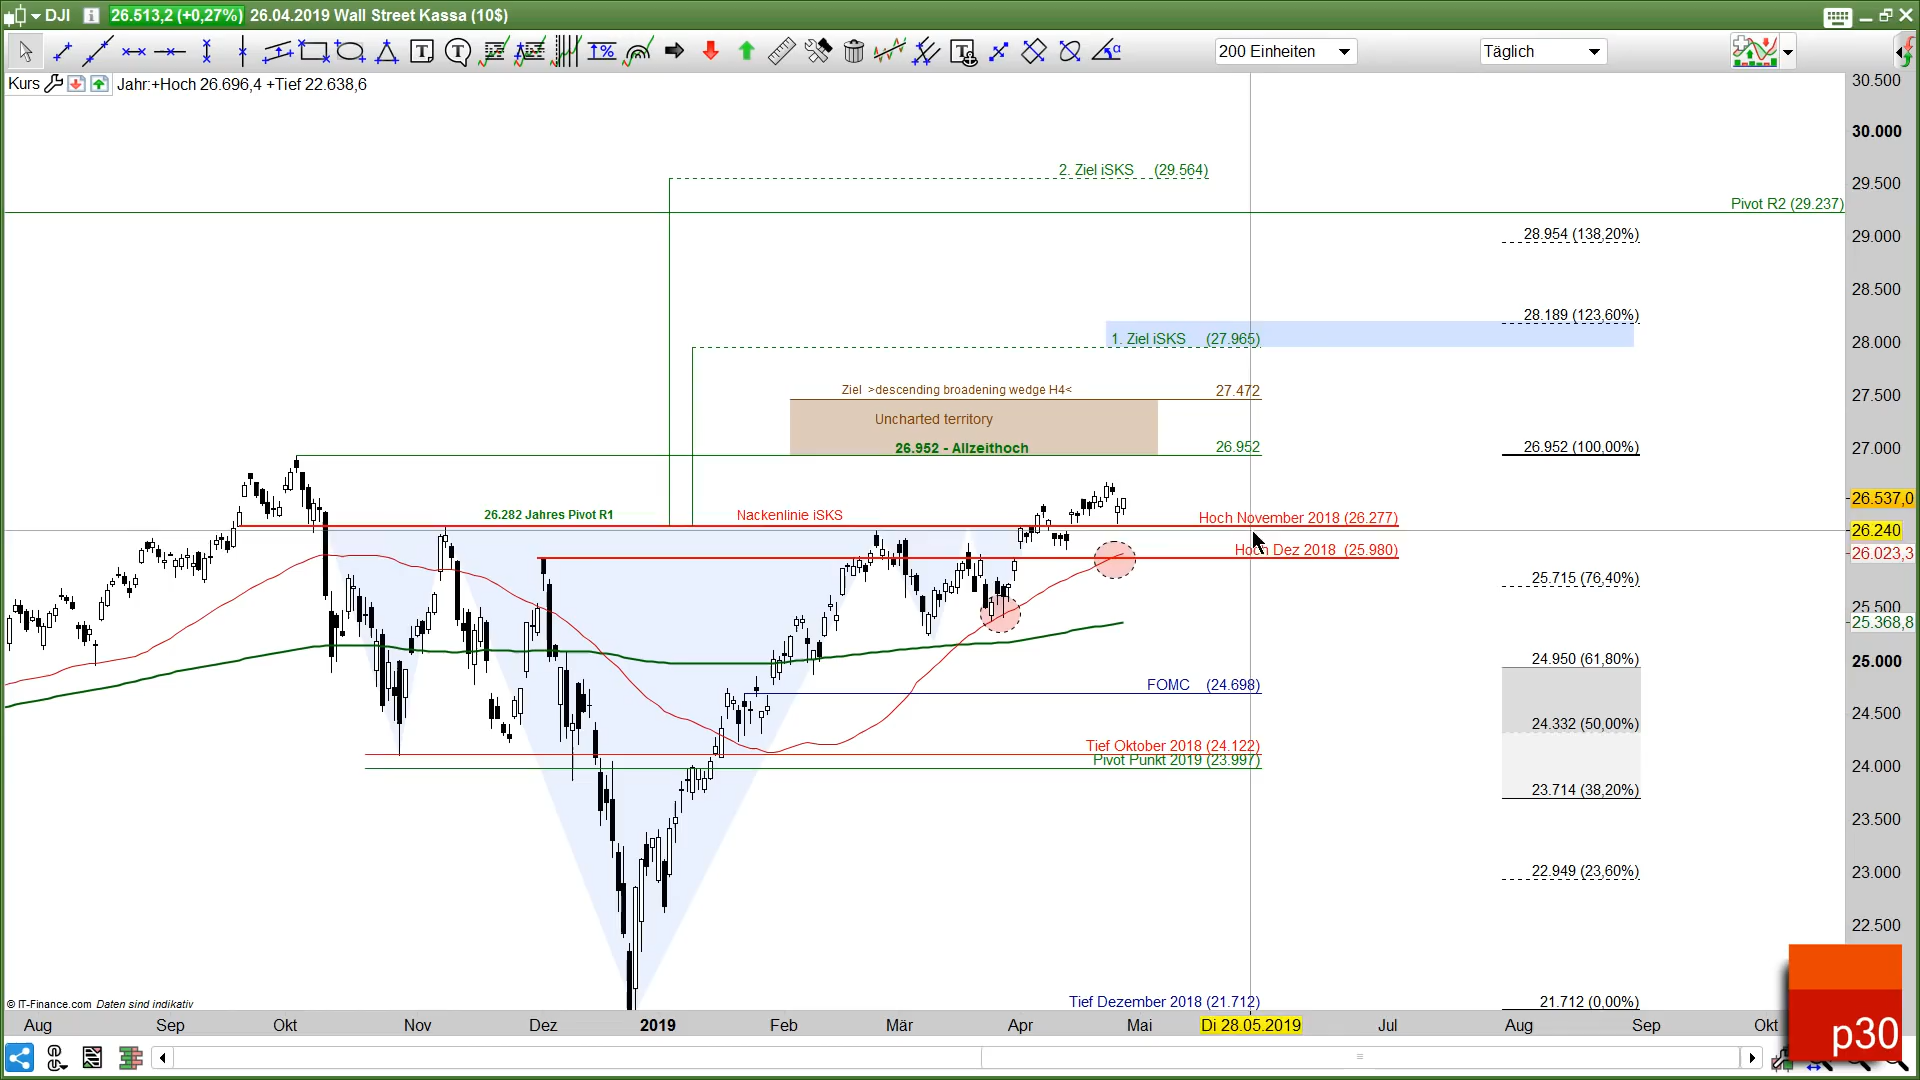 DJI 26.513,2 (+0,27%) 26.04.2019 Wall Street Kassa (10$)
200 Einheiten Täglich
Kurs Jahr:+Hoch 26.696,4 +Tief 22.638,6
30.500
30.000
2. Ziel iSKS (29.564)
29.500
Pivot R2 (29.237)
28.954 (138,20%)
29.000
28.500
28.189 (123,60%)
1. Ziel iSKS (27.965)
28.000
Ziel >descending broadening wedge H4< 27.472
27.500
Uncharted territory
26.952 - Allzeithoch 26.952 26.952 (100,00%)
27.000
26.537,0
26.282 Jahres Pivot R1 Nackenlinie iSKS Hoch November 2018 (26.277)
26.240
Hoch Dez 2018 (25.980)
26.023,3
25.715 (76,40%)
25.500
25.368,8
24.950 (61,80%)
25.000
FOMC (24.698)
24.500
24.332 (50,00%)
Tief Oktober 2018 (24.122)
Pivot Punkt 2019 (23.997)
24.000
23.714 (38,20%)
23.500
22.949 (23,60%)
23.000
22.500
© IT-Finance.com Daten sind indikativ
Tief Dezember 2018 (21.712) 21.712 (0,00%)
Aug Sep Okt Nov Dez 2019 Feb Mär Apr Mai Di 28.05.2019 Jul Aug Sep Okt
p30